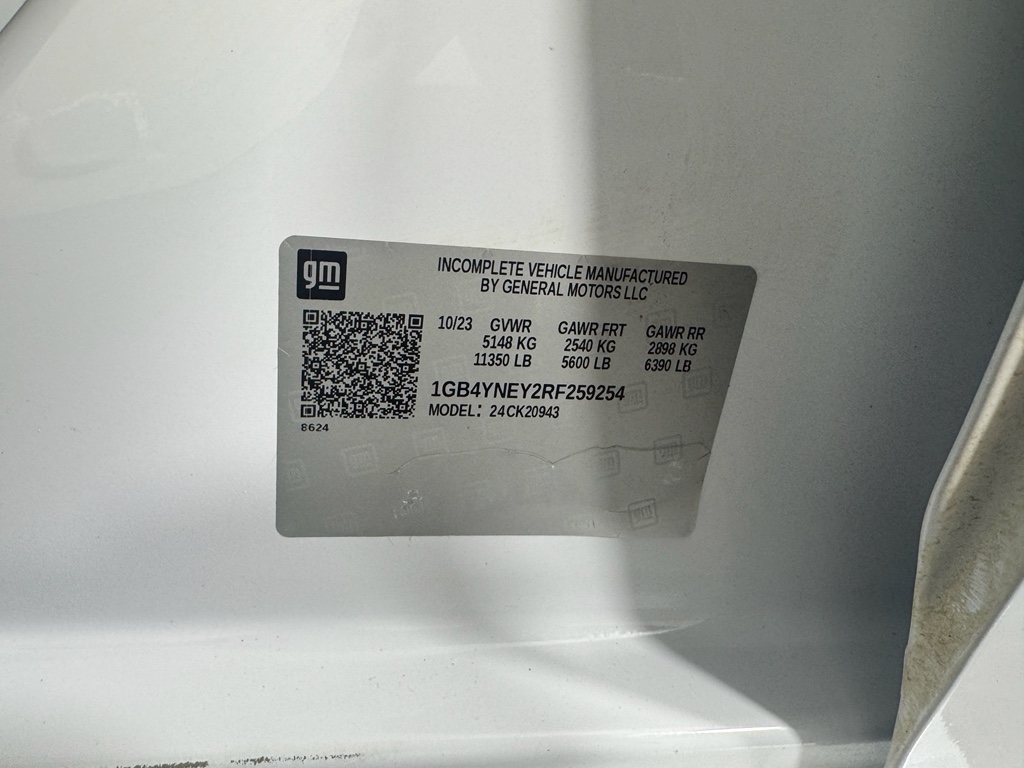 gm
INCOMPLETE VEHICLE MANUFACTURED
BY GENERAL MOTORS LLC
10/23 GVWR GAWR FRT GAWR RR
5148 KG 2540 KG 2898 KG
11350 LB 5600 LB 6390 LB
1GB4YNEY2RF259254
MODEL: 24CK20943
8624